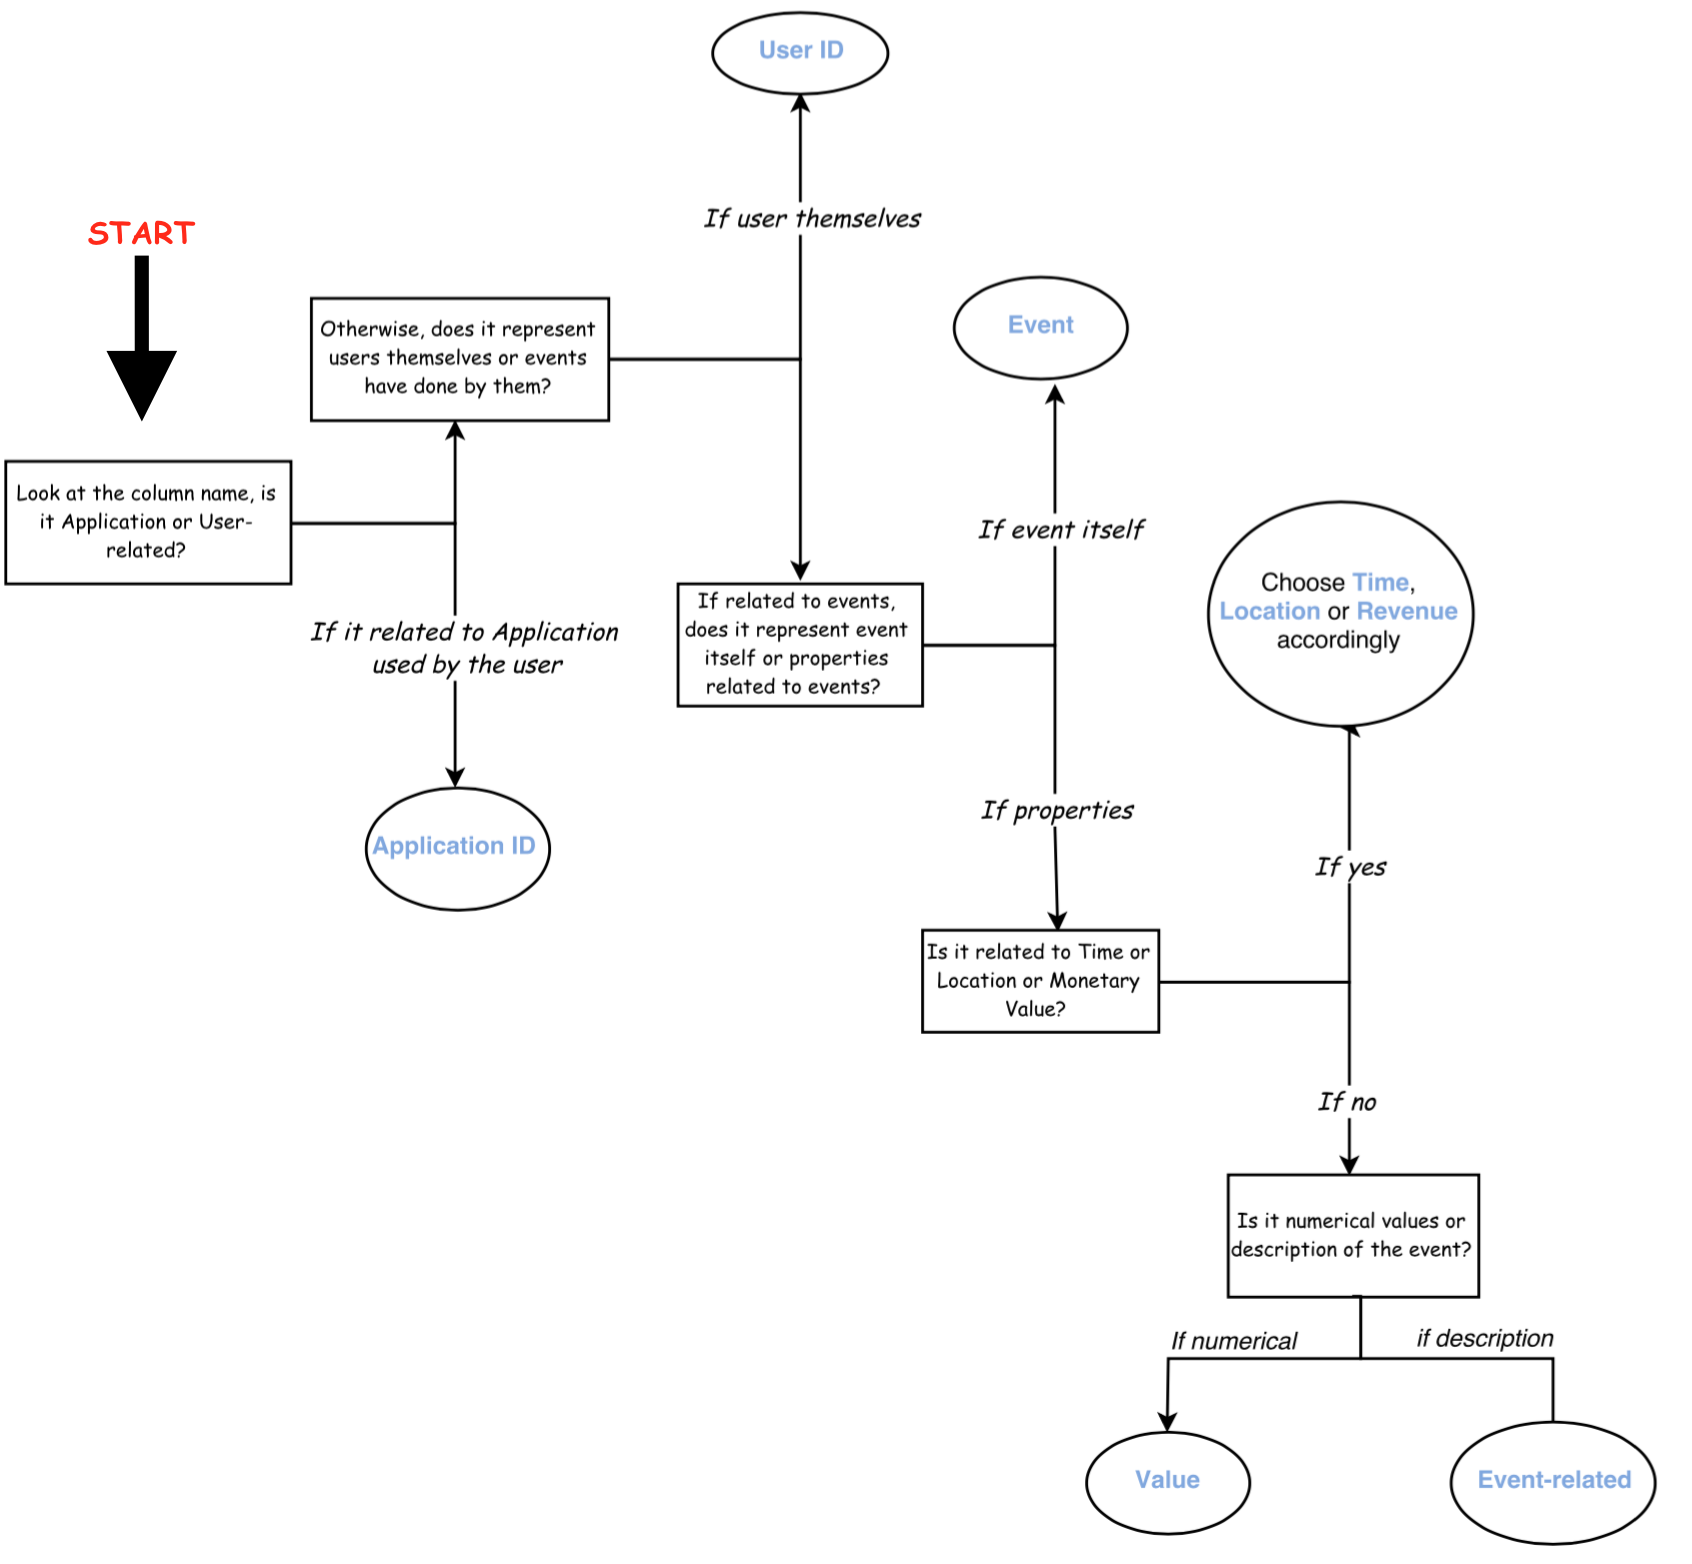 User ID
START
If user themselves
Otherwise, does it represent
users themselves or events
have done by them?
Event
Look at the column name, is
it Application or User-
related?
If event itself
If it related to Application
used by the user
If related to events,
does it represent event
itself or properties
related to events?
Choose Time,
Location or Revenue
accordingly
Application ID
If properties
If yes
Is it related to Time or
Location or Monetary
Value?
If no
Is it numerical values or
description of the event?
If numerical
if description
Value
Event-related